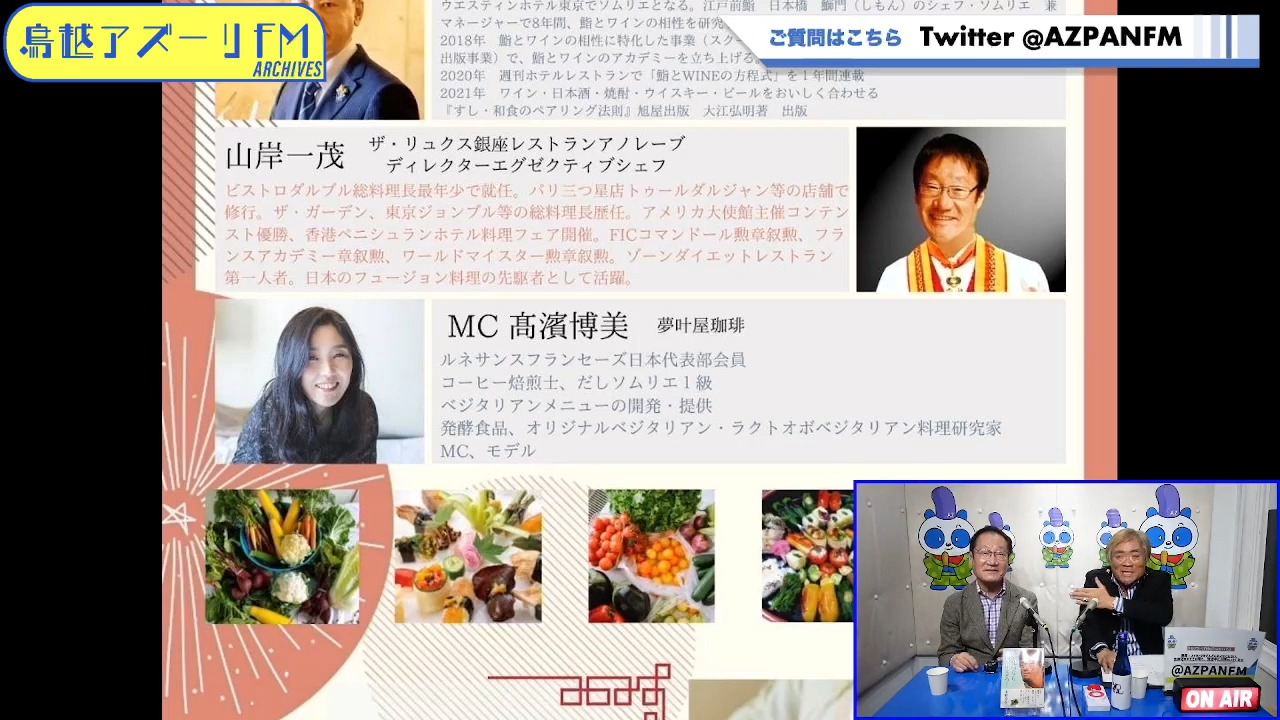 鳥越アズーリFM
ARCHIVES
ご質問はこちら Twitter @AZPANFM
ウエスティンホテル東京でソムリエとなる。江戸前鮨 日本橋 鰤門（しもん）のシェフ・ソムリエ 兼
マネージャーで8年間、鮨とワインの相性を研究
2018年 鮨とワインの相性に特化した事業（スク
出版事業）で、鮨とワインのアカデミーを立ち上げる
2020年 週刊ホテルレストランで「鮨とWINEの方程式」を１年間連載
2021年 ワイン・日本酒・焼酎・ウイスキー・ビールをおいしく合わせる
『すし・和食のペアリング法則』旭屋出版 大江弘明著 出版
山岸一茂 ザ・リュクス銀座レストランアノレーブ
ディレクターエグゼクティブシェフ
ビストロダルブル総料理長最年少で就任。パリ三つ星店トゥールダルジャン等の店舗で
修行。ザ・ガーデン、東京ジョンブル等の総料理長歴任。アメリカ大使館主催コンテン
スト優勝、香港ペニシュランホテル料理フェア開催。FICコマンドール勲章叙勲、フラ
ンスアカデミー章叙勲、ワールドマイスター勲章叙勲。ゾーンダイエットレストラン
第一人者。日本のフュージョン料理の先駆者として活躍。
MC 髙濱博美 夢叶屋珈琲
ルネサンスフランセーズ日本代表部会員
コーヒー焙煎士、だしソムリエ１級
ベジタリアンメニューの開発・提供
発酵食品、オリジナルベジタリアン・ラクトオボベジタリアン料理研究家
MC、モデル
@AZPANFM
ON AIR